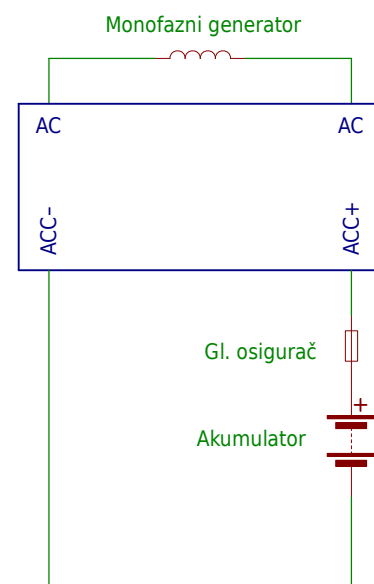 Monofazni generator
AC
AC
ACC-
ACC+
Gl. osigurač
+
Akumulator